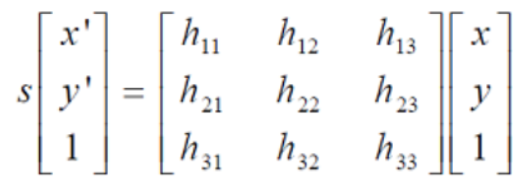 s [ x' ; y' ; 1 ] = [ h₁₁ h₁₂ h₁₃ ; h₂₁ h₂₂ h₂₃ ; h₃₁ h₃₂ h₃₃ ] [ x ; y ; 1 ]